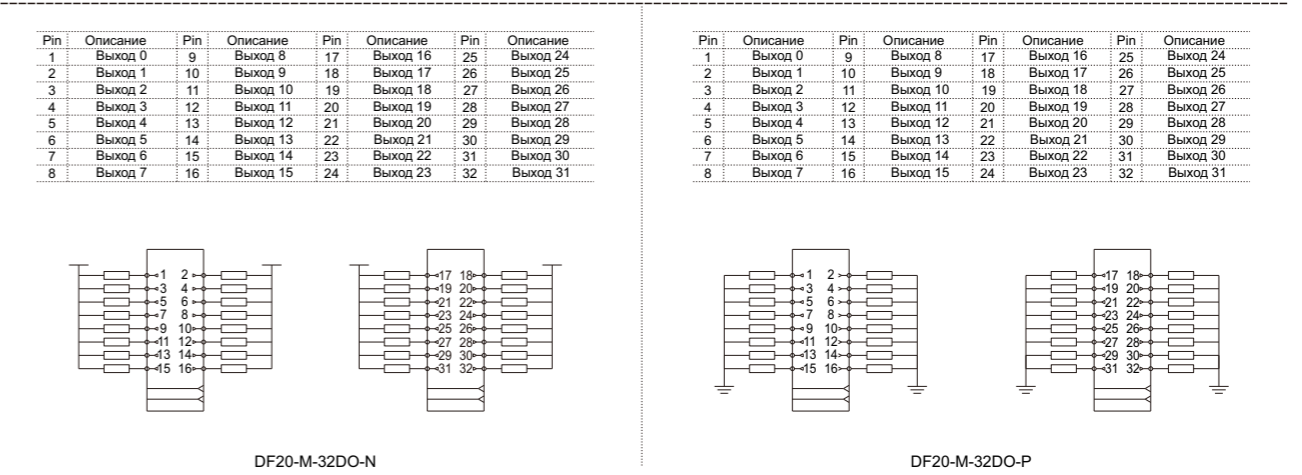 Pin Описание Pin Описание Pin Описание Pin Описание
1 Выход 0 9 Выход 8 17 Выход 16 25 Выход 24
2 Выход 1 10 Выход 9 18 Выход 17 26 Выход 25
3 Выход 2 11 Выход 10 19 Выход 18 27 Выход 26
4 Выход 3 12 Выход 11 20 Выход 19 28 Выход 27
5 Выход 4 13 Выход 12 21 Выход 20 29 Выход 28
6 Выход 5 14 Выход 13 22 Выход 21 30 Выход 29
7 Выход 6 15 Выход 14 23 Выход 22 31 Выход 30
8 Выход 7 16 Выход 15 24 Выход 23 32 Выход 31
1 2 17 18
3 4 19 20
5 6 21 22
7 8 23 24
9 10 25 26
11 12 27 28
13 14 29 30
15 16 31 32
DF20-M-32DO-N
Pin Описание Pin Описание Pin Описание Pin Описание
1 Выход 0 9 Выход 8 17 Выход 16 25 Выход 24
2 Выход 1 10 Выход 9 18 Выход 17 26 Выход 25
3 Выход 2 11 Выход 10 19 Выход 18 27 Выход 26
4 Выход 3 12 Выход 11 20 Выход 19 28 Выход 27
5 Выход 4 13 Выход 12 21 Выход 20 29 Выход 28
6 Выход 5 14 Выход 13 22 Выход 21 30 Выход 29
7 Выход 6 15 Выход 14 23 Выход 22 31 Выход 30
8 Выход 7 16 Выход 15 24 Выход 23 32 Выход 31
1 2 17 18
3 4 19 20
5 6 21 22
7 8 23 24
9 10 25 26
11 12 27 28
13 14 29 30
15 16 31 32
DF20-M-32DO-P